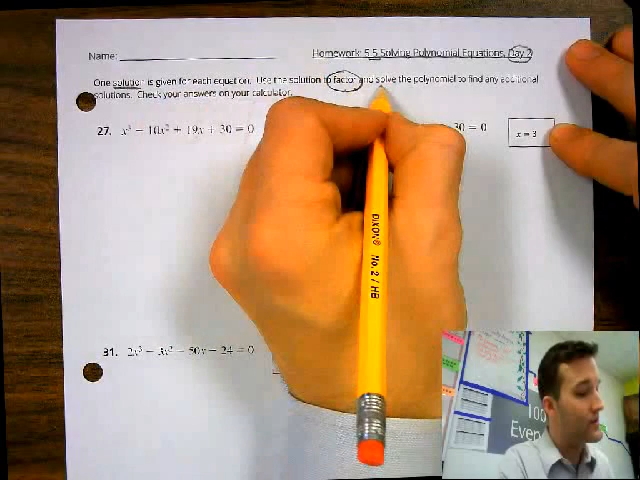 Name: Homework: 5.5 Solving Polynomial Equations, Day 2
One solution is given for each equation. Use the solution to factor and solve the polynomial to find any additional
solutions. Check your answers on your calculator.
27. x³ − 10x² + 19x + 30 = 0 30 = 0 x = 3
DIXON® No. 2 / HB
31. 2x³ − 3x² − 50x − 24 = 0
100
Even